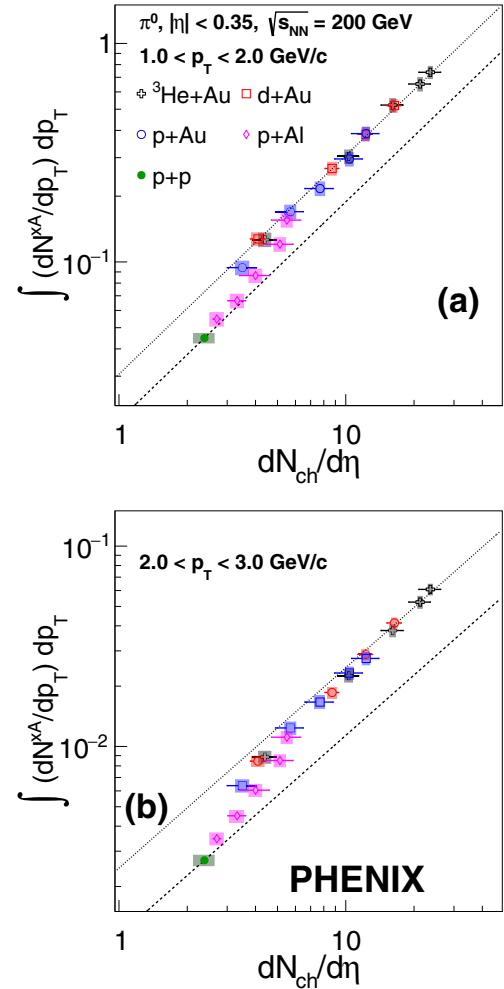 π⁰, |η| < 0.35, √s_NN = 200 GeV
1.0 < p_T < 2.0 GeV/c
³He+Au d+Au
p+Au p+Al
p+p
1
10⁻¹
∫ (dN^xA/dp_T) dp_T
(a)
1 10
dN_ch/dη
10⁻¹
2.0 < p_T < 3.0 GeV/c
10⁻²
∫ (dN^xA/dp_T) dp_T
(b)
PHENIX
1 10
dN_ch/dη